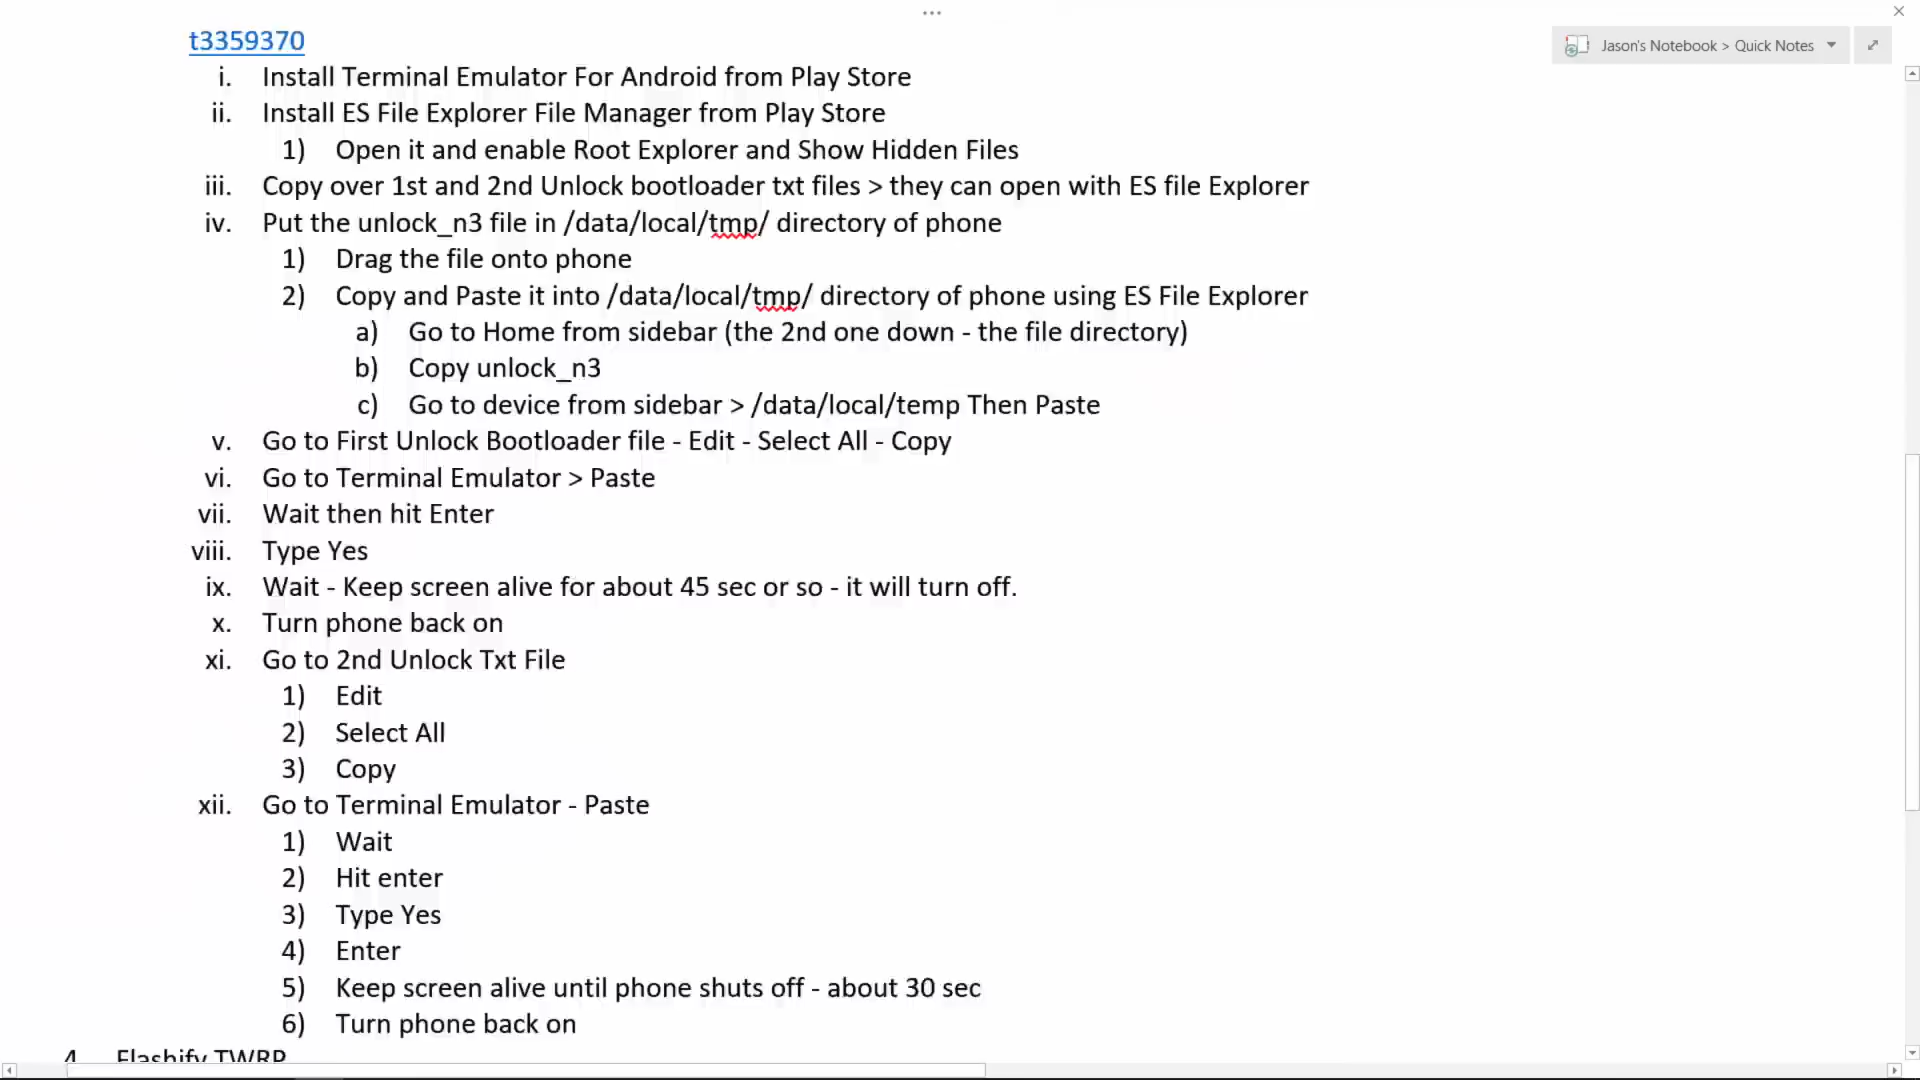 ...
t3359370
Jason's Notebook > Quick Notes
i. Install Terminal Emulator For Android from Play Store
ii. Install ES File Explorer File Manager from Play Store
1) Open it and enable Root Explorer and Show Hidden Files
iii. Copy over 1st and 2nd Unlock bootloader txt files > they can open with ES file Explorer
iv. Put the unlock_n3 file in /data/local/tmp/ directory of phone
1) Drag the file onto phone
2) Copy and Paste it into /data/local/tmp/ directory of phone using ES File Explorer
a) Go to Home from sidebar (the 2nd one down - the file directory)
b) Copy unlock_n3
c) Go to device from sidebar > /data/local/temp Then Paste
v. Go to First Unlock Bootloader file - Edit - Select All - Copy
vi. Go to Terminal Emulator > Paste
vii. Wait then hit Enter
viii. Type Yes
ix. Wait - Keep screen alive for about 45 sec or so - it will turn off.
x. Turn phone back on
xi. Go to 2nd Unlock Txt File
1) Edit
2) Select All
3) Copy
xii. Go to Terminal Emulator - Paste
1) Wait
2) Hit enter
3) Type Yes
4) Enter
5) Keep screen alive until phone shuts off - about 30 sec
6) Turn phone back on
4 Flashify TWRP